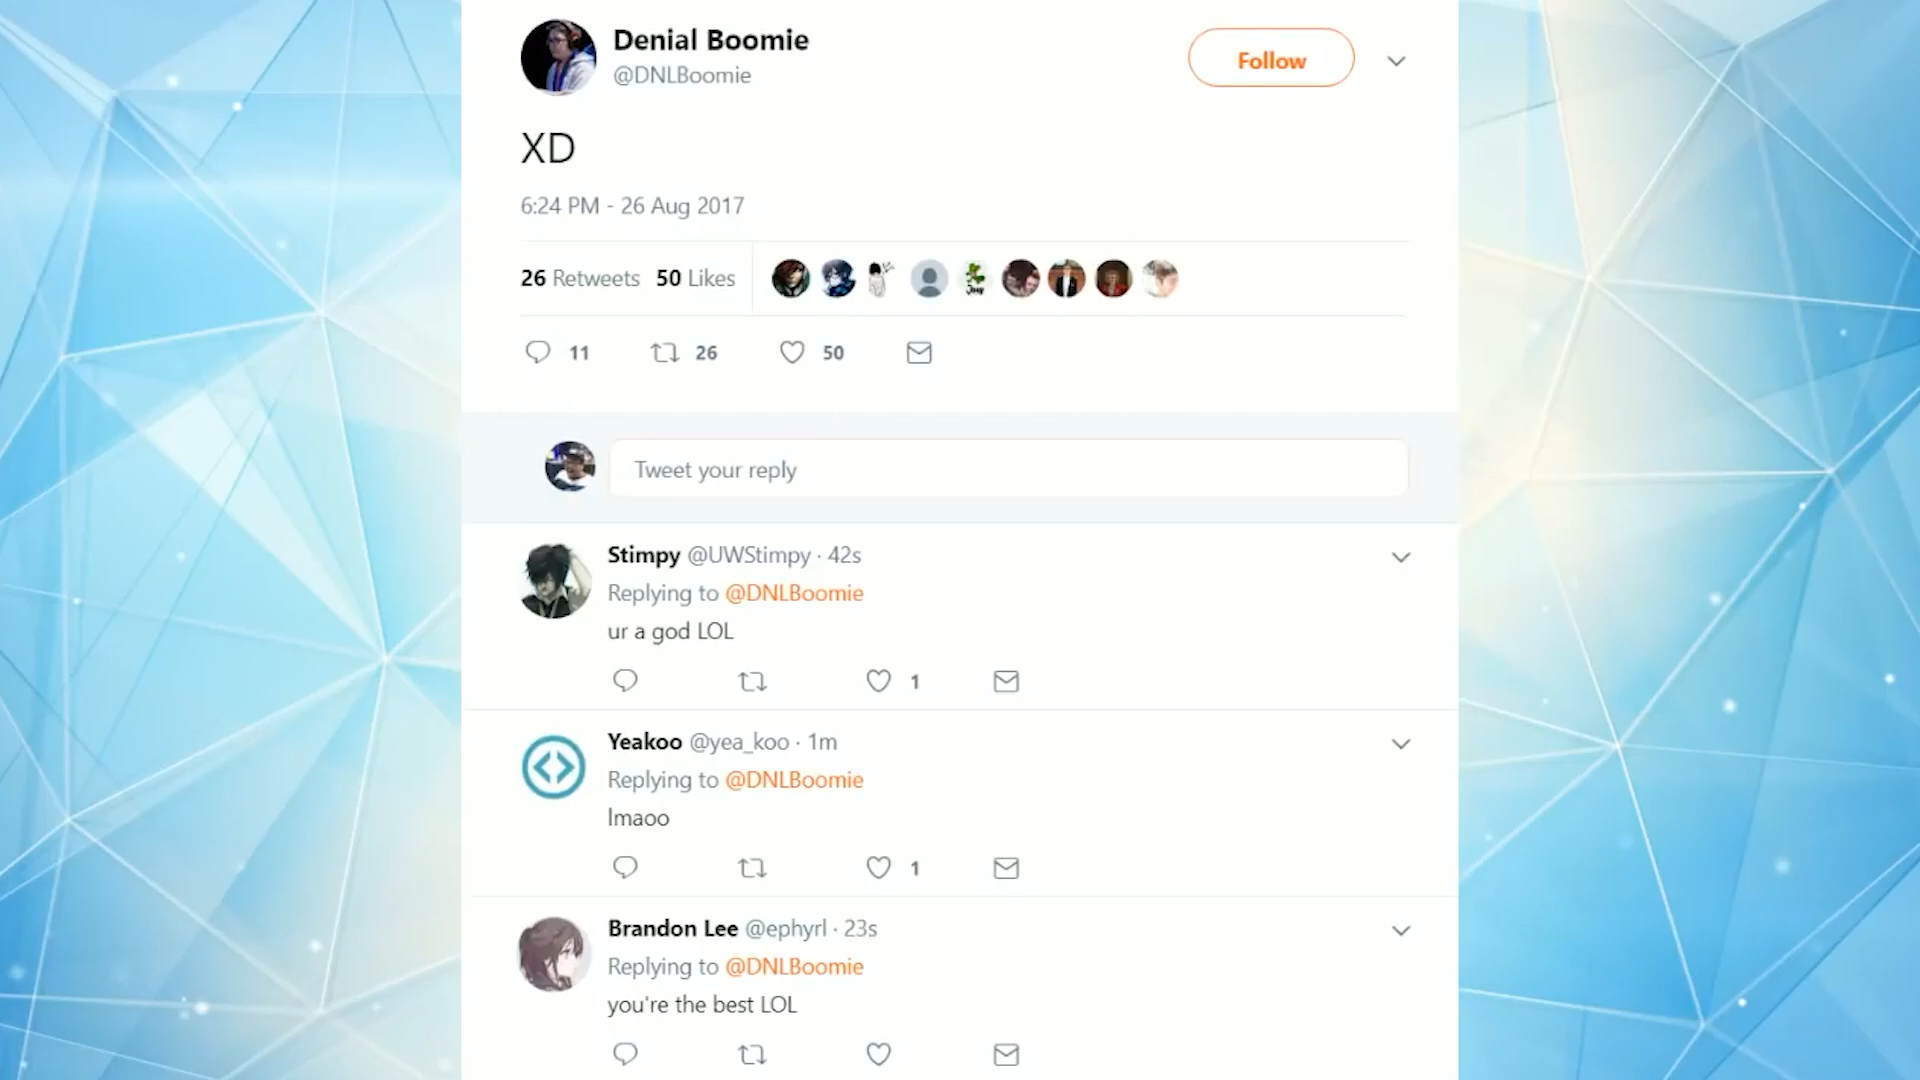 Denial Boomie
@DNLBoomie
Follow
XD
6:24 PM - 26 Aug 2017
26 Retweets 50 Likes
11 26 50
Tweet your reply
Stimpy @UWStimpy · 42s
Replying to @DNLBoomie
ur a god LOL
1
Yeakoo @yea_koo · 1m
Replying to @DNLBoomie
lmaoo
1
Brandon Lee @ephyrl · 23s
Replying to @DNLBoomie
you're the best LOL